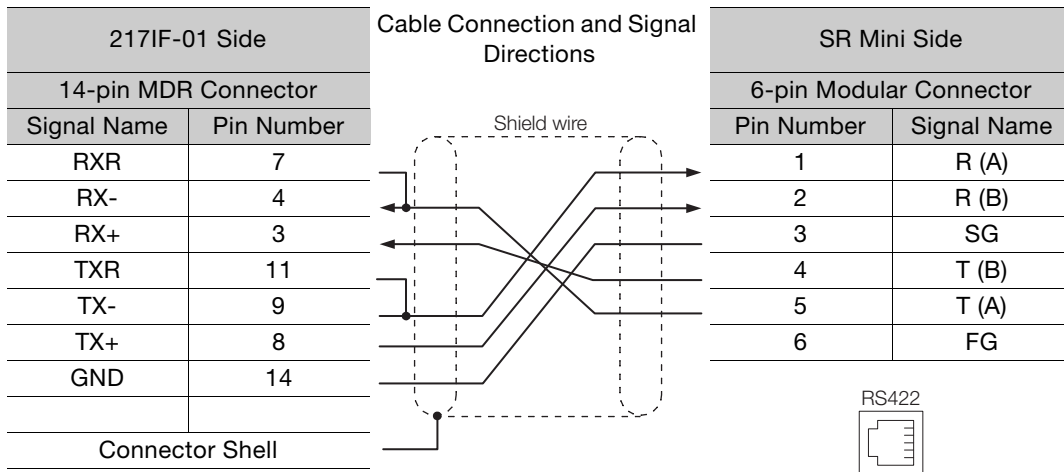 217IF-01 Side
14-pin MDR Connector
Signal Name Pin Number
RXR 7
RX- 4
RX+ 3
TXR 11
TX- 9
TX+ 8
GND 14
Connector Shell
Cable Connection and Signal
Directions
Shield wire
SR Mini Side
6-pin Modular Connector
Pin Number Signal Name
1 R (A)
2 R (B)
3 SG
4 T (B)
5 T (A)
6 FG
RS422